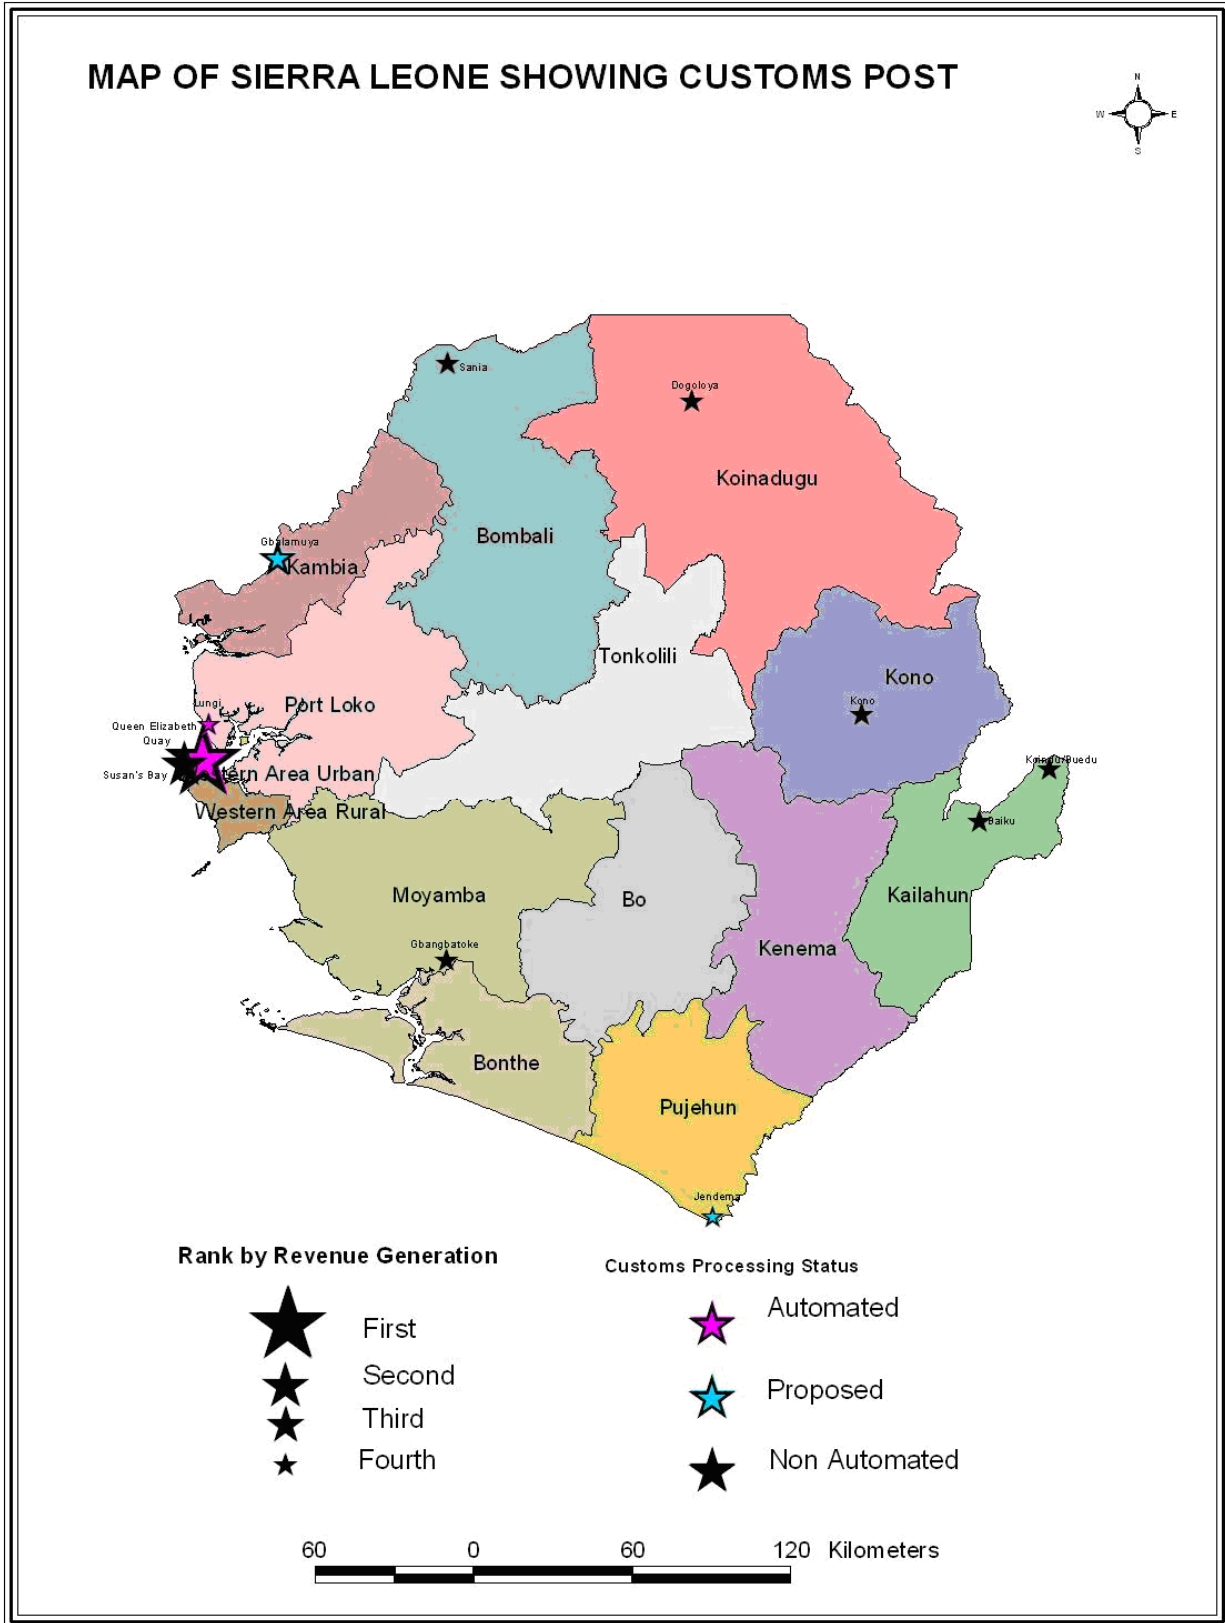 MAP OF SIERRA LEONE SHOWING CUSTOMS POST
N
W E
S
Sania
Dogoloya
Koinadugu
Bombali
Gbalamuya
Kambia
Tonkolili
Kono
Kono
Lungi
Port Loko
Queen Elizabeth
Quay
Susan's Bay
Area Urban
Western Area Rural
Koindu/Buedu
Baiku
Moyamba
Bo
Kailahun
Gbangbatoke
Kenema
Bonthe
Pujehun
Jendema
Rank by Revenue Generation
First
Second
Third
Fourth
Customs Processing Status
Automated
Proposed
Non Automated
60 0 60 120 Kilometers